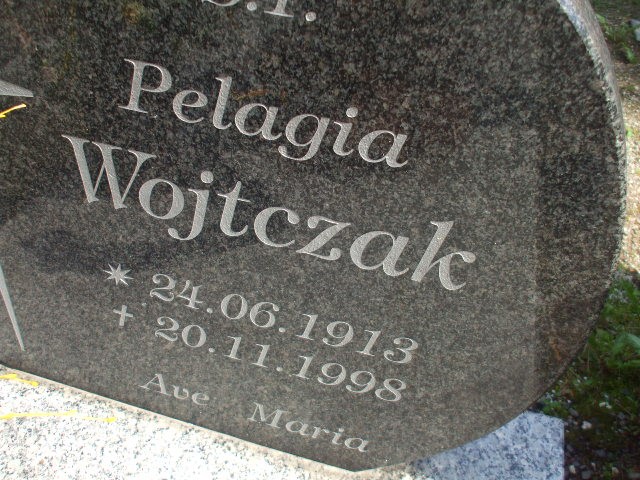 Pelagia
Wojtczak
* 24.06.1913
† 20.11.1998
Ave Maria